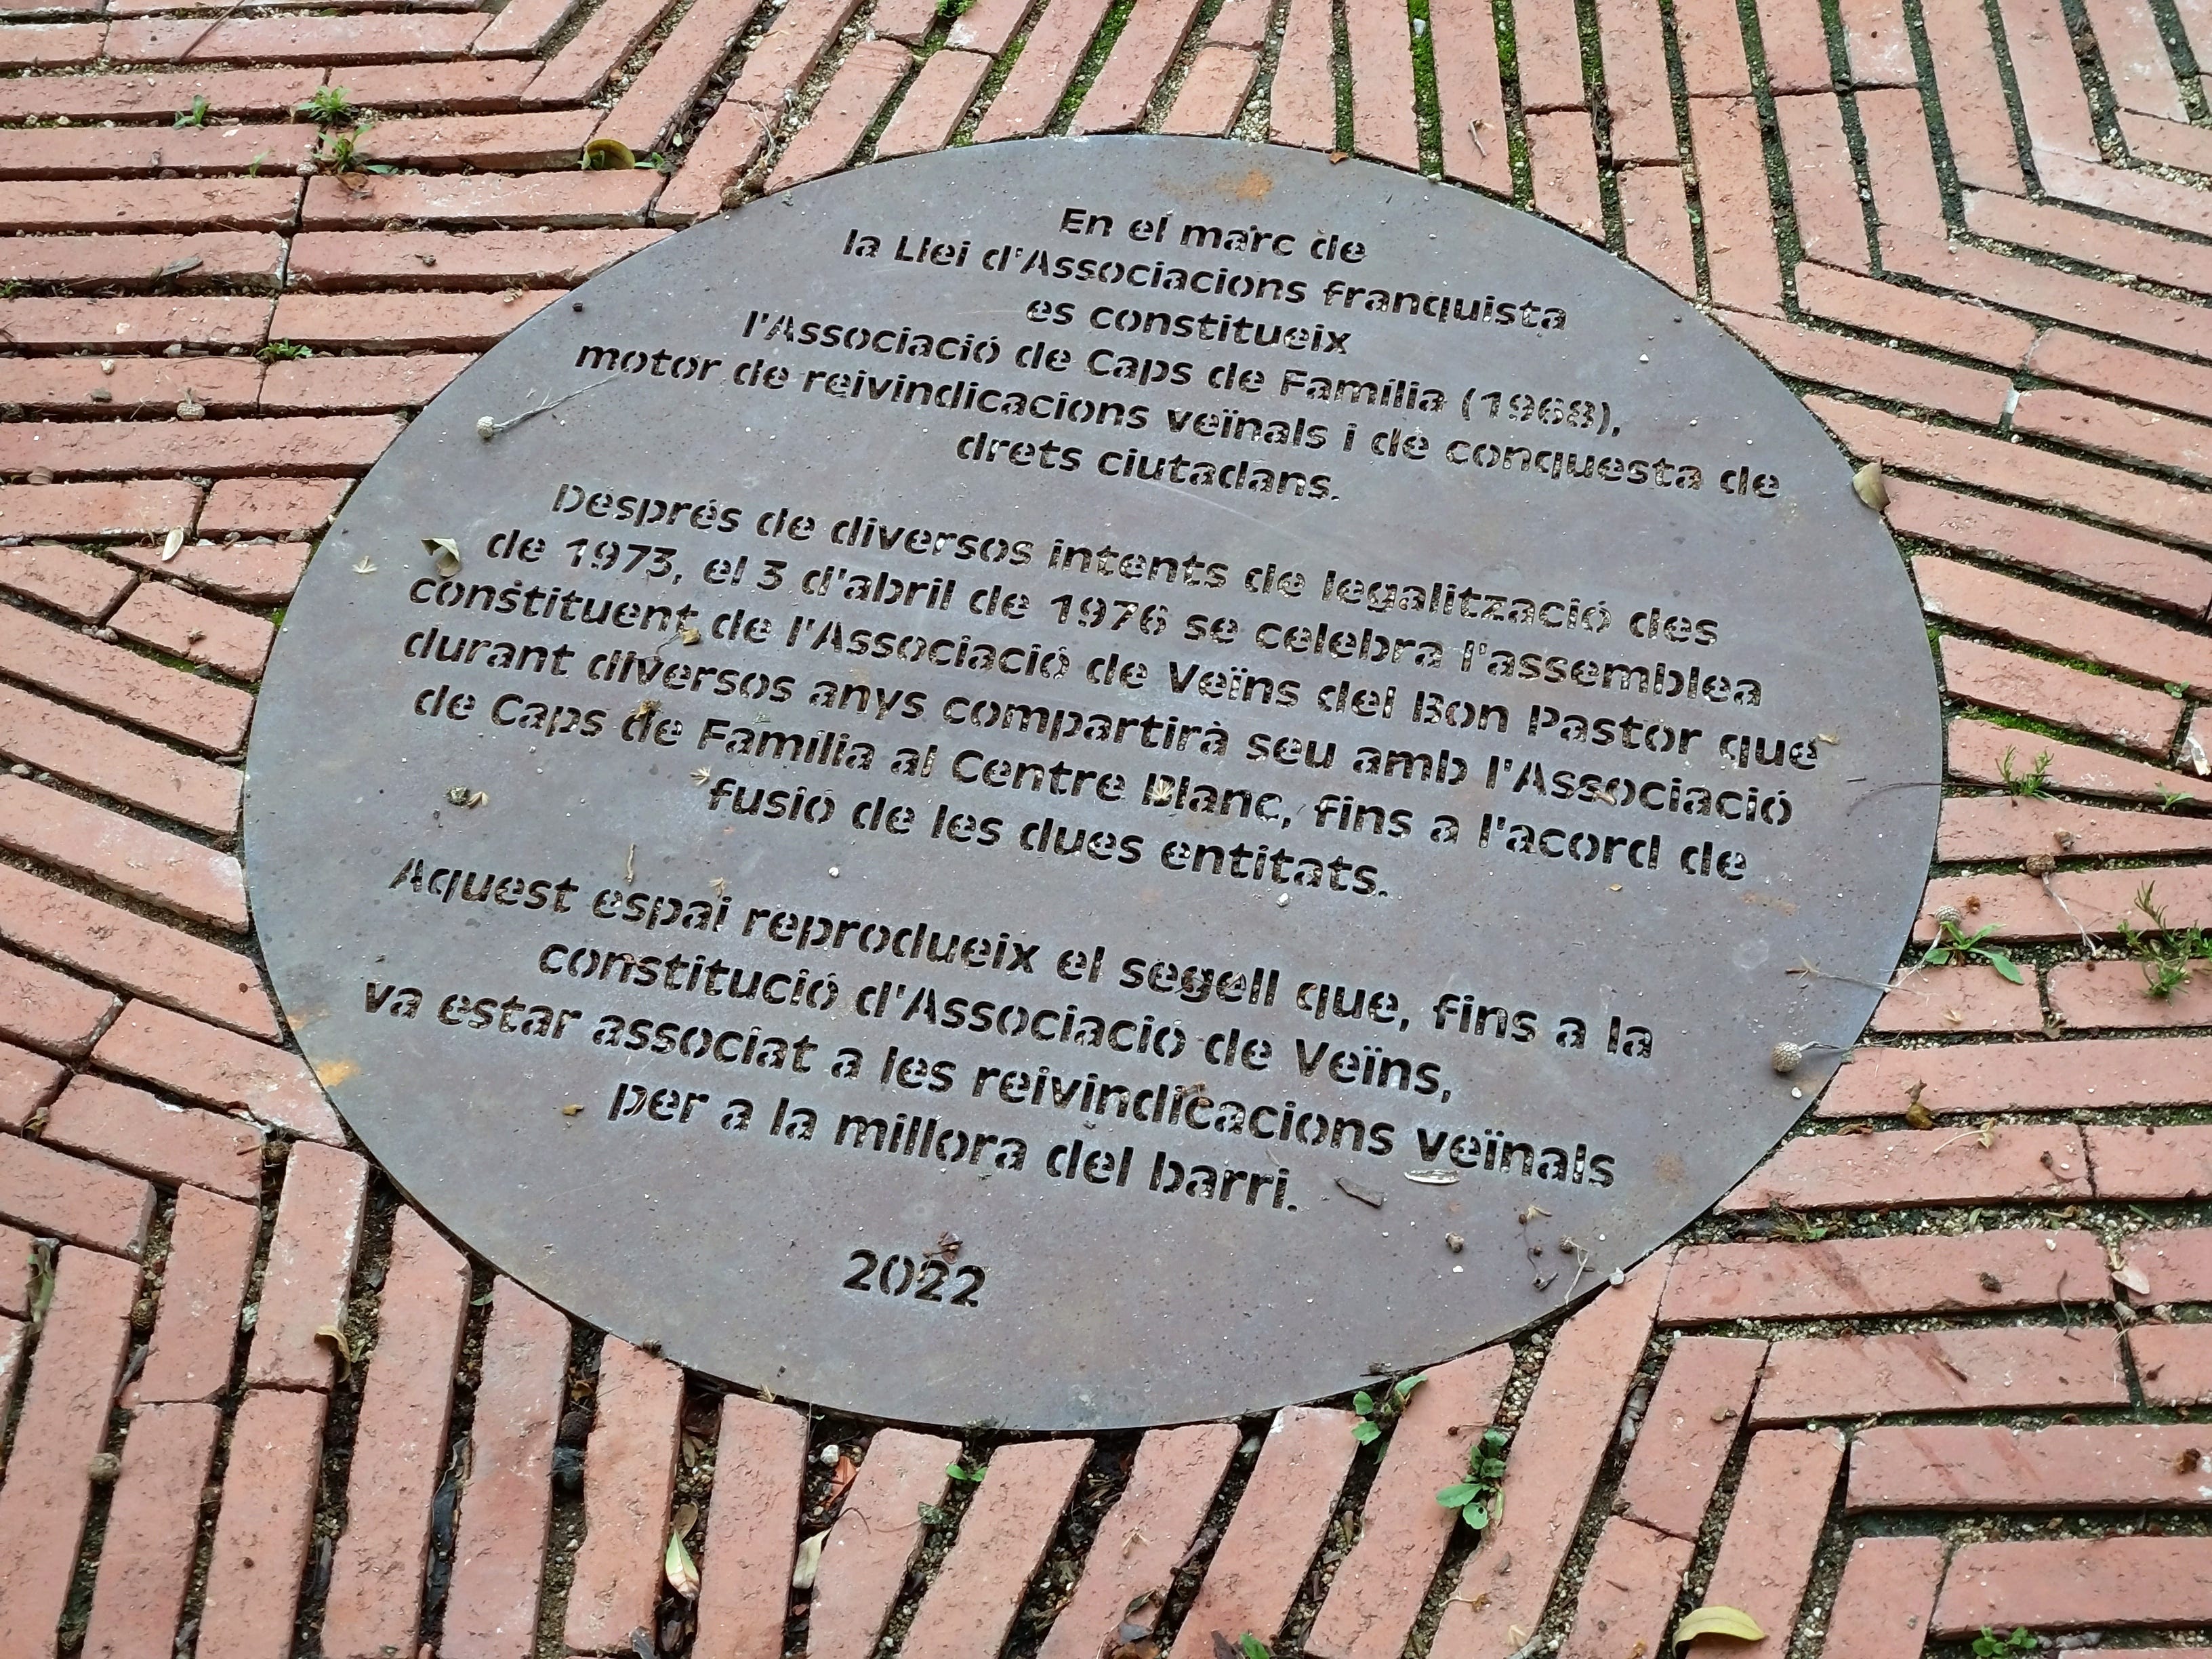 En el marc de
la Llei d'Associacions franquista
es constitueix
l'Associació de Caps de Família (1968),
motor de reivindicacions veïnals i de conquesta de
drets ciutadans.
Després de diversos intents de legalització des
de 1973, el 3 d'abril de 1976 se celebra l'assemblea
constituent de l'Associació de Veïns del Bon Pastor que
durant diversos anys compartirà seu amb l'Associació
de Caps de Família al Centre Blanc, fins a l'acord de
fusió de les dues entitats.
Aquest espai reprodueix el segell que, fins a la
constitució d'Associació de Veïns,
va estar associat a les reivindicacions veïnals
per a la millora del barri.
2022